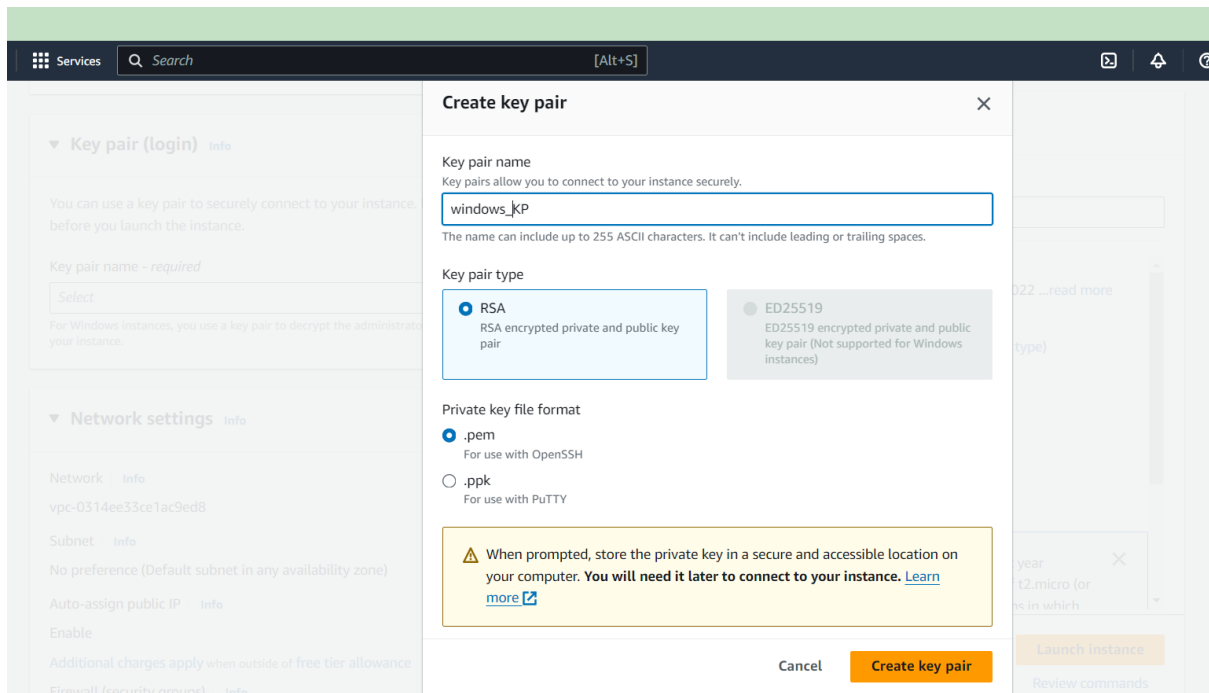 Services
Search
[Alt+S]
Create key pair
Key pair (login) Info
Key pair name
Key pairs allow you to connect to your instance securely.
You can use a key pair to securely connect to your instance.
before you launch the instance.
windows_KP
The name can include up to 255 ASCII characters. It can't include leading or trailing spaces.
Key pair name - required
Select
For Windows instances, you use a key pair to decrypt the administrato
your instance.
Key pair type
RSA
RSA encrypted private and public key
pair
ED25519
ED25519 encrypted private and public
key pair (Not supported for Windows
instances)
022 ...read more
type)
Network settings Info
Private key file format
.pem
For use with OpenSSH
.ppk
For use with PuTTY
Network Info
vpc-0314ee33ce1ac9ed8
Subnet Info
No preference (Default subnet in any availability zone)
Auto-assign public IP Info
Enable
Additional charges apply when outside of free tier allowance
Firewall (security groups) Info
When prompted, store the private key in a secure and accessible location on
your computer. You will need it later to connect to your instance. Learn
more
year
t2.micro (or
ns in which
Cancel
Create key pair
Launch instance
Review commands